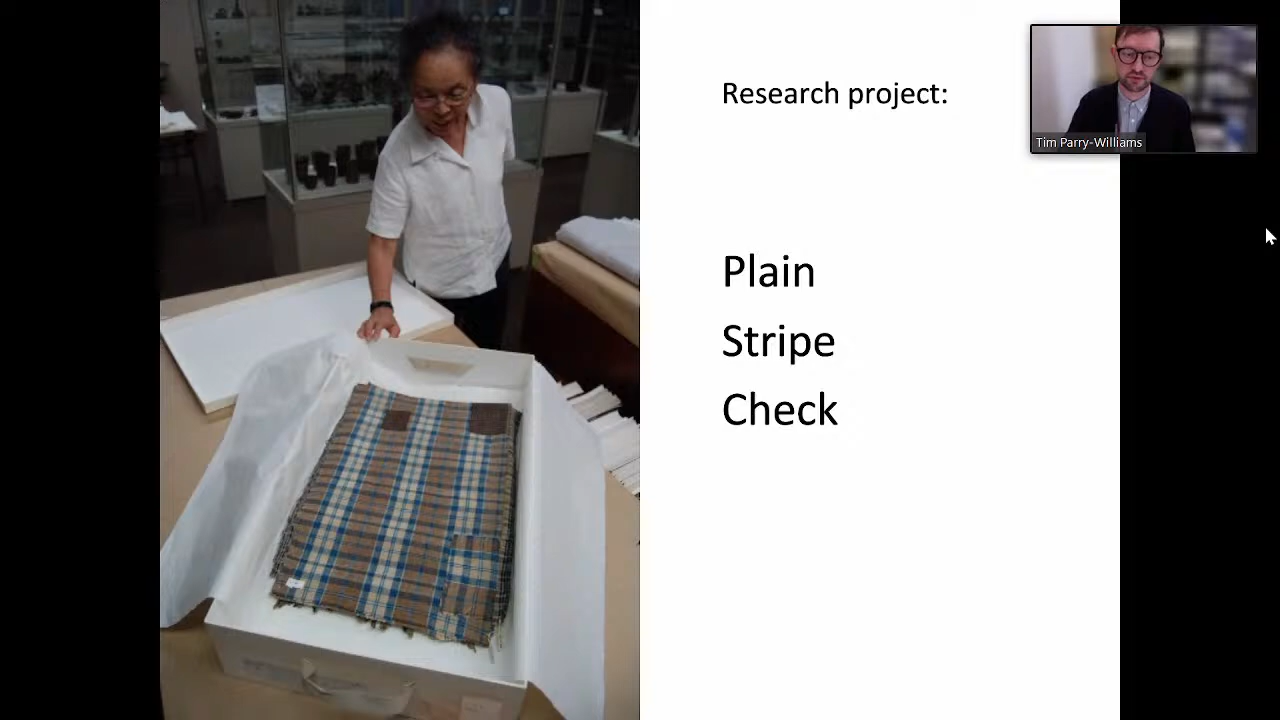 Research project:
Tim Parry-Williams
Plain
Stripe
Check